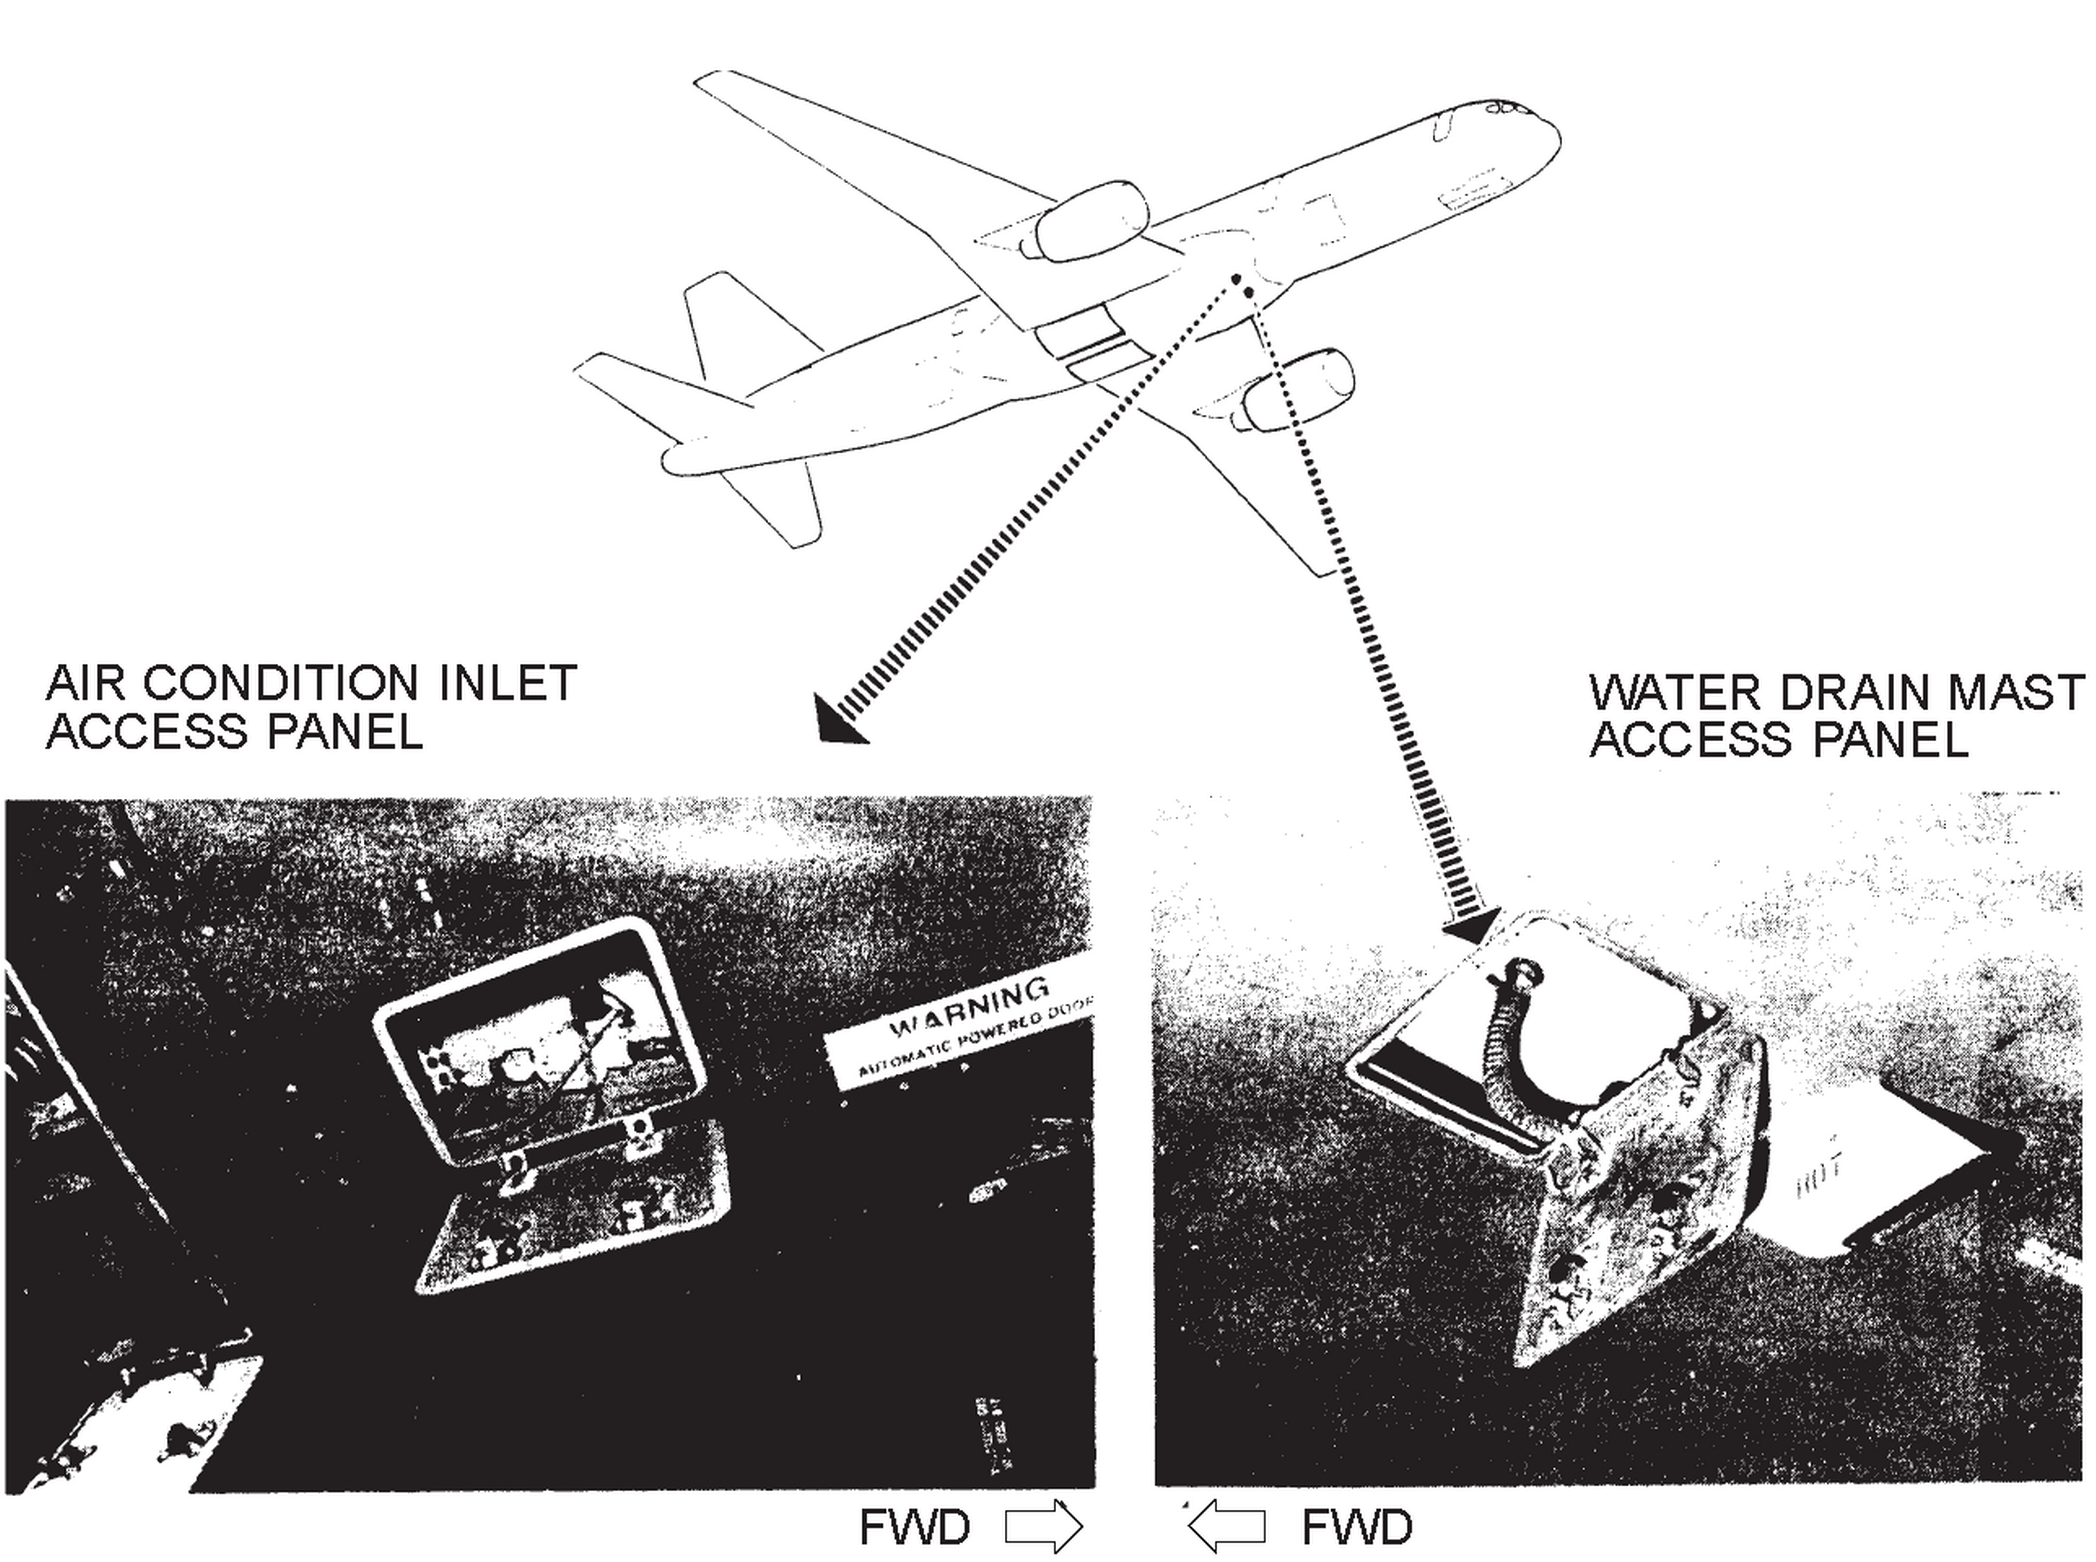 AIR CONDITION INLET
ACCESS PANEL
WATER DRAIN MAST
ACCESS PANEL
WARNING
AUTOMATIC POWERED DOOR
HOT
FWD
FWD